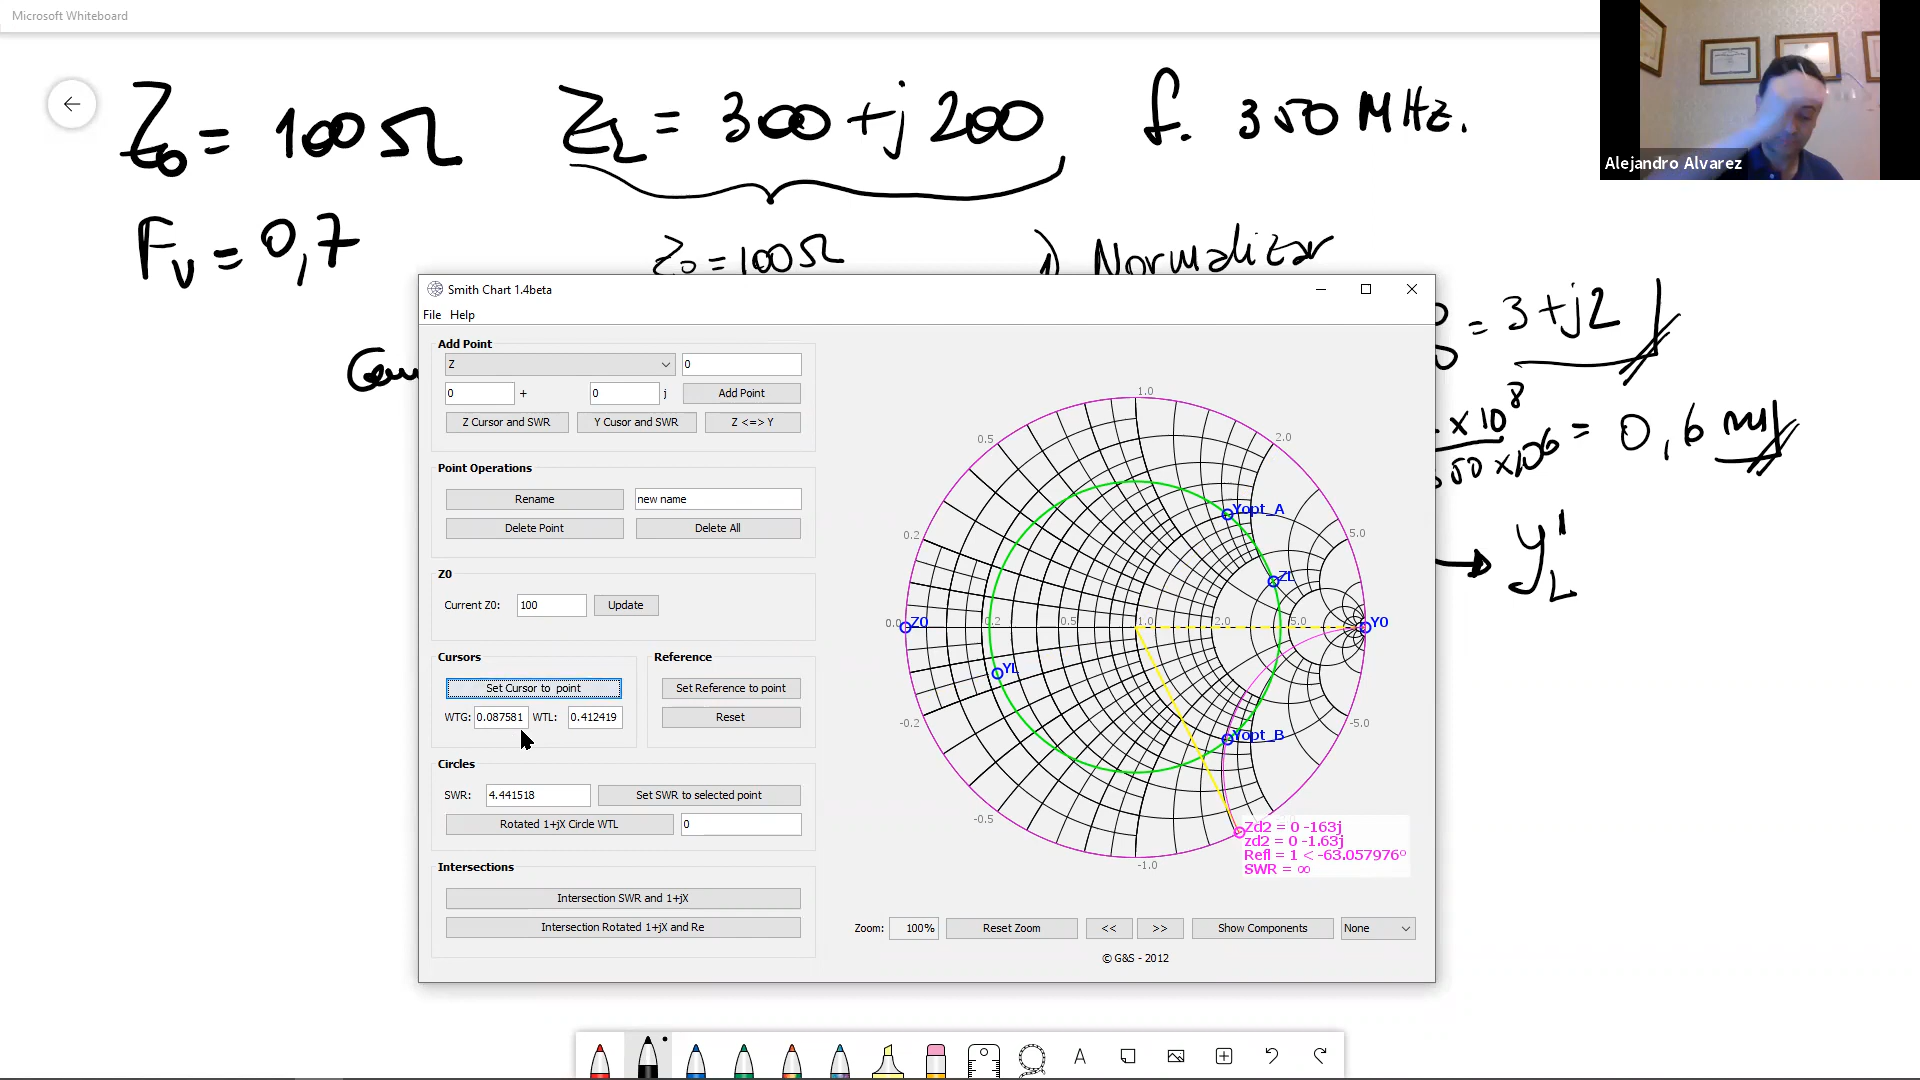 Microsoft Whiteboard
Z0 = 100Ω
ZL = 300 + j 200
f. 350 MHz.
Alejandro Alvarez
Fv = 0,7
Z0 = 100Ω
1) Normalizar
= 3 + j2
x 10^8
350 x 10^6 = 0,6 m
y'L
Smith Chart 1.4beta
File Help
Add Point
Z 0
0 + 0 j Add Point
Z Cursor and SWR Y Cusor and SWR Z <=> Y
Point Operations
Rename new name
Delete Point Delete All
Z0
Current Z0: 100 Update
Cursors Reference
Set Cursor to point Set Reference to point
WTG: 0.087581 WTL: 0.412419 Reset
Circles
SWR: 4.441518 Set SWR to selected point
Rotated 1+jX Circle WTL 0
Intersections
Intersection SWR and 1+jX
Intersection Rotated 1+jX and Re
1.0
0.5 2.0
Yopt_A
0.2 5.0
ZL
0.0 Z0 0.2 0.5 1.0 2.0 5.0 Y0
YL
-0.2 -5.0
Yopt_B
-0.5
Zd2 = 0 -163j
zd2 = 0 -1.63j
Refl = 1 < -63.057976º
SWR = ∞
-1.0
Zoom: 100% Reset Zoom << >> Show Components None
© G&S - 2012